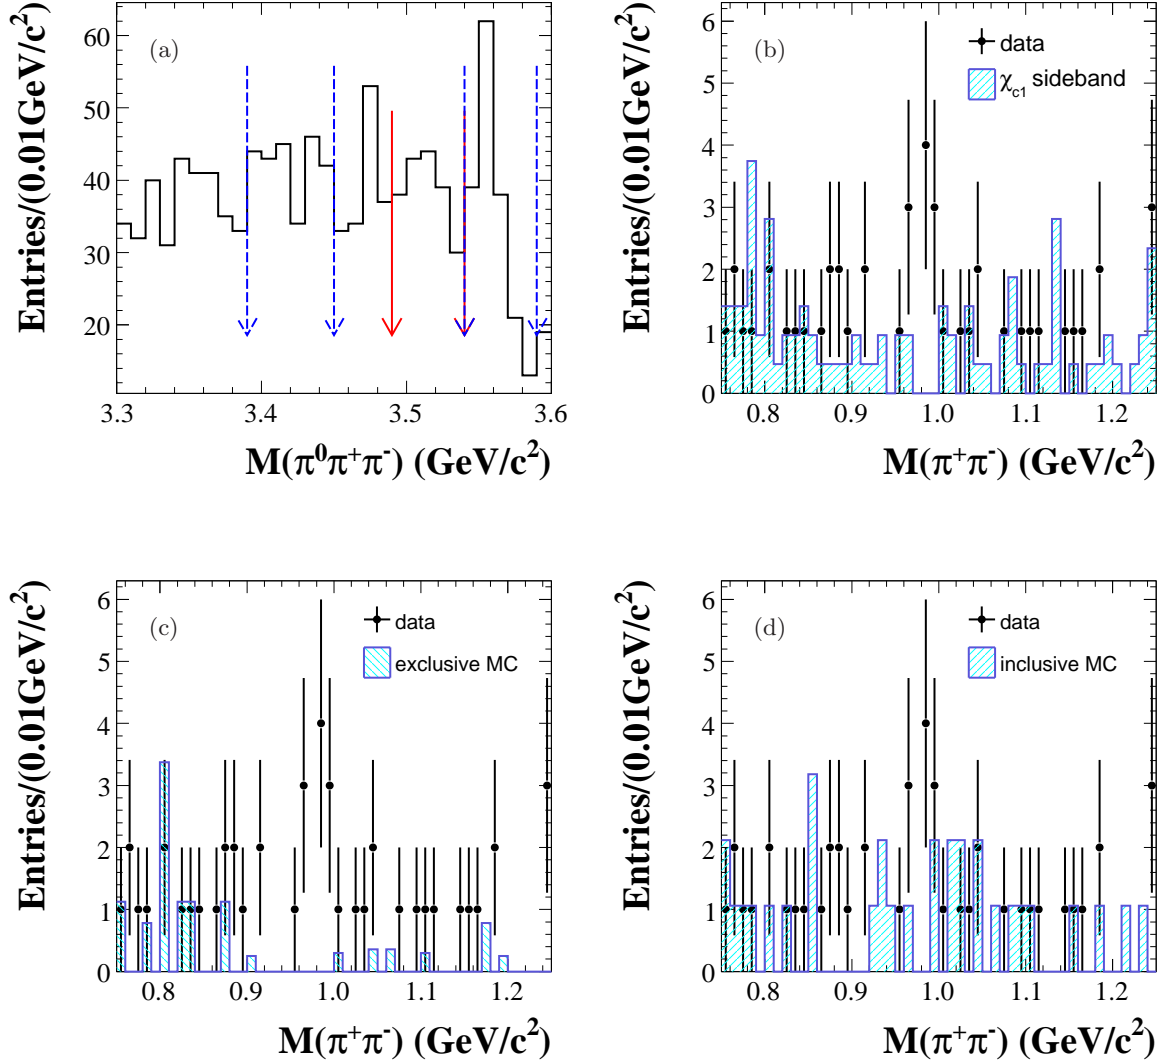 Entries/(0.01GeV/c²)
(a)
60
50
40
30
20
3.3 3.4 3.5 3.6
M(π⁰π⁺π⁻) (GeV/c²)
Entries/(0.01GeV/c²)
(b)
data
χc1 sideband
6
5
4
3
2
1
0
0.8 0.9 1.0 1.1 1.2
M(π⁺π⁻) (GeV/c²)
Entries/(0.01GeV/c²)
(c)
data
exclusive MC
6
5
4
3
2
1
0
0.8 0.9 1.0 1.1 1.2
M(π⁺π⁻) (GeV/c²)
Entries/(0.01GeV/c²)
(d)
data
inclusive MC
6
5
4
3
2
1
0
0.8 0.9 1.0 1.1 1.2
M(π⁺π⁻) (GeV/c²)